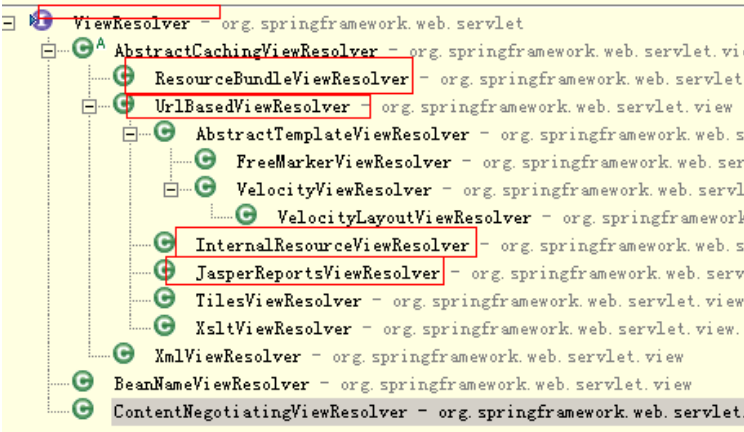 ViewResolver - org.springframework.web.servlet
A AbstractCachingViewResolver - org.springframework.web.servlet.vi
ResourceBundleViewResolver - org.springframework.web.servlet
UrlBasedViewResolver - org.springframework.web.servlet.view
AbstractTemplateViewResolver - org.springframework.web.s
FreeMarkerViewResolver - org.springframework.web.ser
VelocityViewResolver - org.springframework.web.servl
VelocityLayoutViewResolver - org.springframework
InternalResourceViewResolver - org.springframework.web.s
JasperReportsViewResolver - org.springframework.web.serv
TilesViewResolver - org.springframework.web.servlet.view
XsltViewResolver - org.springframework.web.servlet.view.
XmlViewResolver - org.springframework.web.servlet.view
BeanNameViewResolver - org.springframework.web.servlet.view
ContentNegotiatingViewResolver - org.springframework.web.servlet.